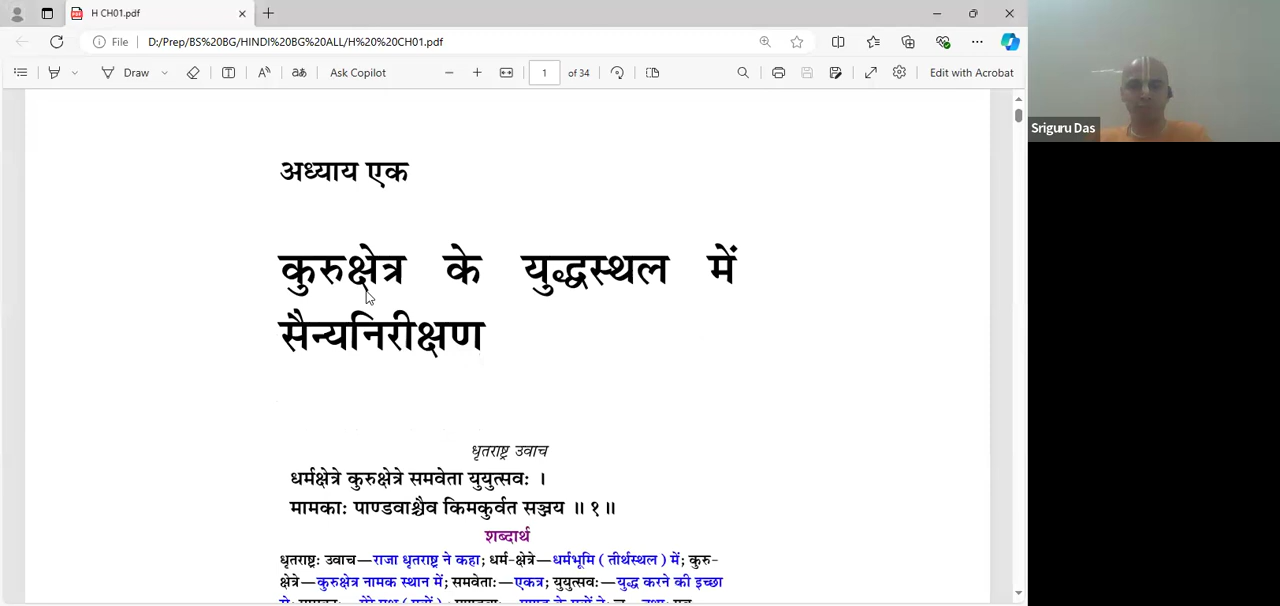 H CH01.pdf
File D:/Prep/BS%20BG/HINDI%20BG%20ALL/H%20%20CH01.pdf
Draw Ask Copilot 1 of 34 Edit with Acrobat
Sriguru Das
अध्याय एक
कुरुक्षेत्र के युद्धस्थल में
सैन्यनिरीक्षण
धृतराष्ट्र उवाच
धर्मक्षेत्रे कुरुक्षेत्रे समवेता युयुत्सवः ।
मामकाः पाण्डवाश्चैव किमकुर्वत सञ्जय ॥ १॥
शब्दार्थ
धृतराष्ट्रः उवाच—राजा धृतराष्ट्र ने कहा; धर्म-क्षेत्रे—धर्मभूमि (तीर्थस्थल) में; कुरु-
क्षेत्रे—कुरुक्षेत्र नामक स्थान में; समवेताः—एकत्र; युयुत्सवः—युद्ध करने की इच्छा